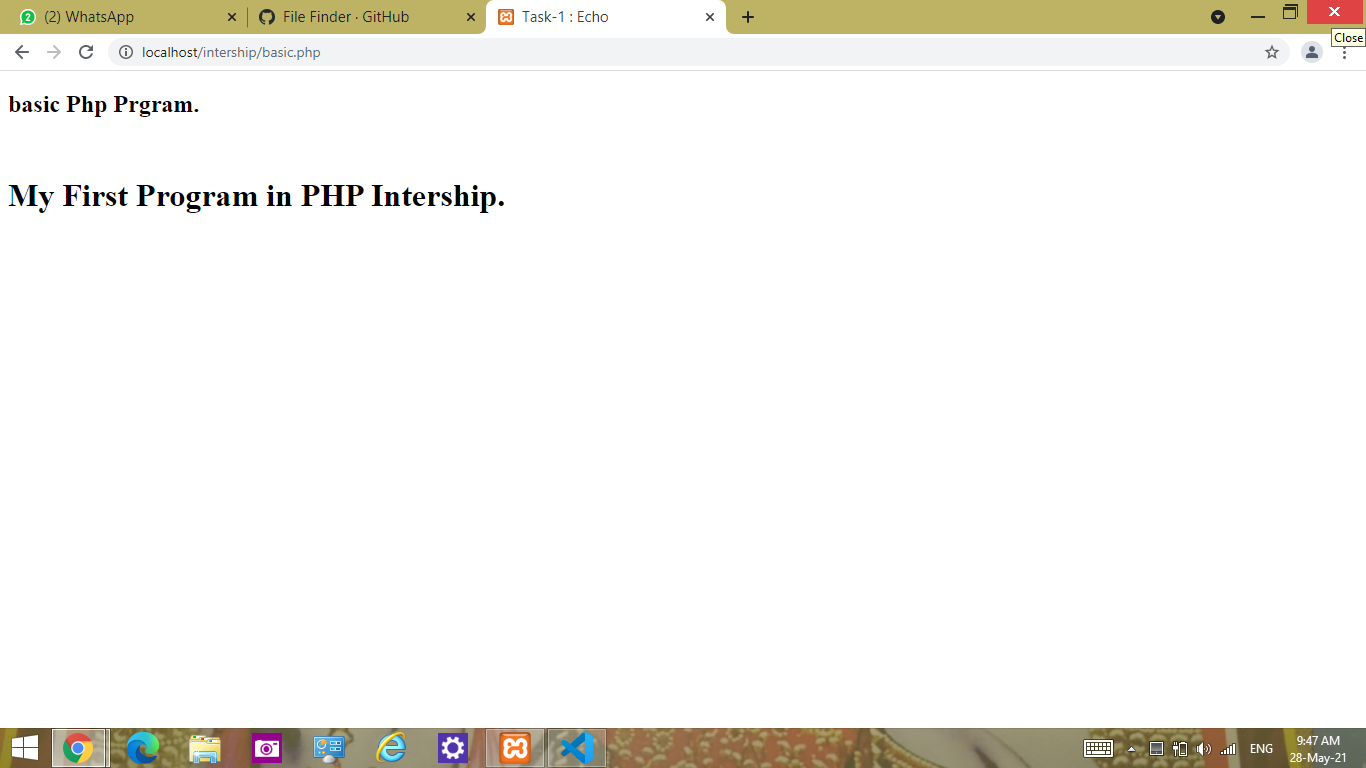 (2) WhatsApp
File Finder · GitHub
Task-1 : Echo
localhost/intership/basic.php
Close
basic Php Prgram.
My First Program in PHP Intership.
ENG
9:47 AM
28-May-21